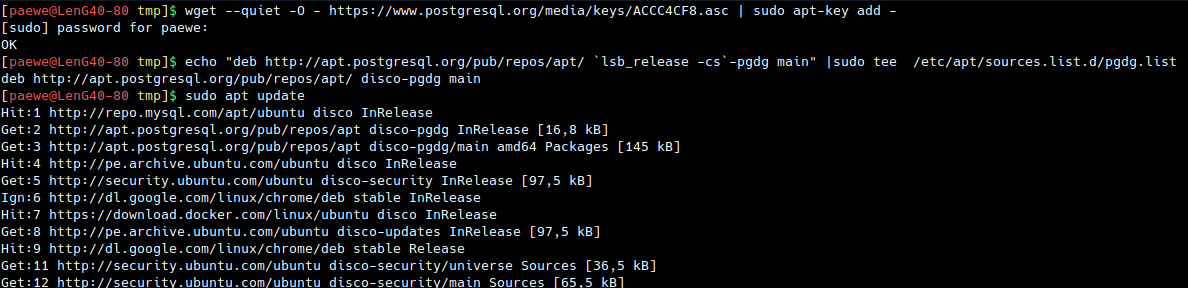 [paewe@LenG40-80 tmp]$ wget --quiet -O - https://www.postgresql.org/media/keys/ACCC4CF8.asc | sudo apt-key add -
[sudo] password for paewe:
OK
[paewe@LenG40-80 tmp]$ echo "deb http://apt.postgresql.org/pub/repos/apt/ `lsb_release -cs`-pgdg main" |sudo tee  /etc/apt/sources.list.d/pgdg.list
deb http://apt.postgresql.org/pub/repos/apt/ disco-pgdg main
[paewe@LenG40-80 tmp]$ sudo apt update
Hit:1 http://repo.mysql.com/apt/ubuntu disco InRelease
Get:2 http://apt.postgresql.org/pub/repos/apt disco-pgdg InRelease [16,8 kB]
Get:3 http://apt.postgresql.org/pub/repos/apt disco-pgdg/main amd64 Packages [145 kB]
Hit:4 http://pe.archive.ubuntu.com/ubuntu disco InRelease
Get:5 http://security.ubuntu.com/ubuntu disco-security InRelease [97,5 kB]
Ign:6 http://dl.google.com/linux/chrome/deb stable InRelease
Hit:7 https://download.docker.com/linux/ubuntu disco InRelease
Get:8 http://pe.archive.ubuntu.com/ubuntu disco-updates InRelease [97,5 kB]
Hit:9 http://dl.google.com/linux/chrome/deb stable Release
Get:11 http://security.ubuntu.com/ubuntu disco-security/universe Sources [36,5 kB]
Get:12 http://security.ubuntu.com/ubuntu disco-security/main Sources [65,5 kB]